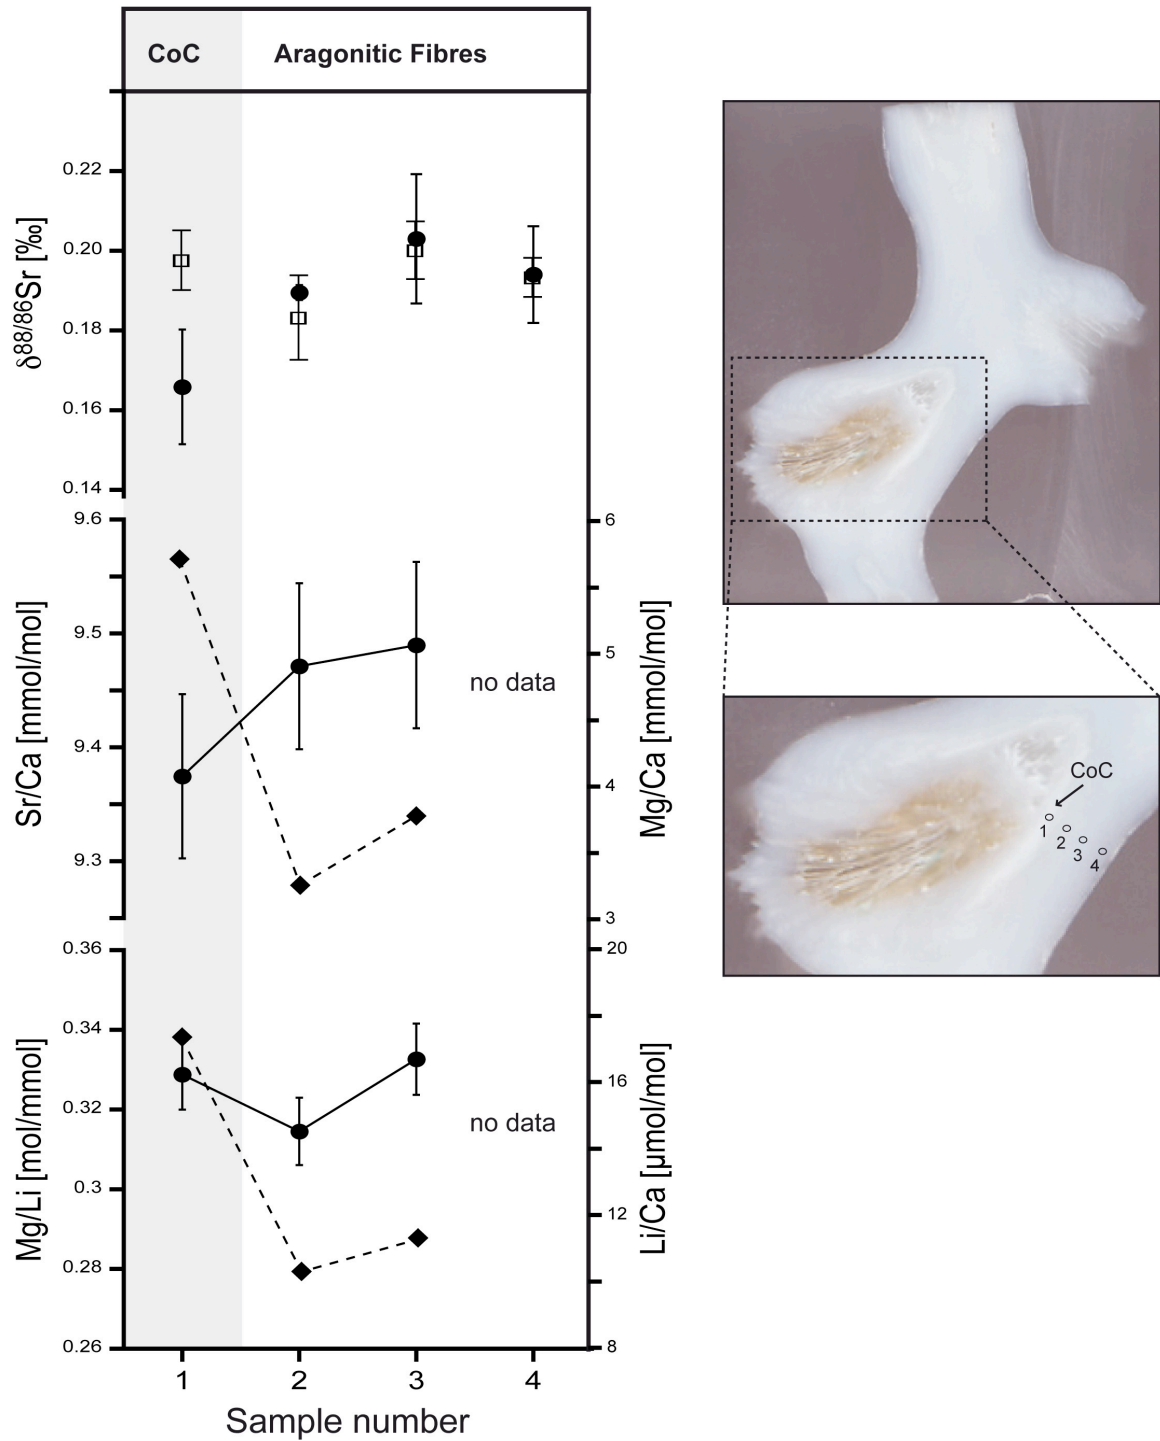 CoC
Aragonitic Fibres
δ88/86Sr [‰]
0.22
0.20
0.18
0.16
0.14
Sr/Ca [mmol/mol]
9.6
9.5
9.4
9.3
no data
6
5
4
3
Mg/Ca [mmol/mol]
Mg/Li [mol/mmol]
0.36
0.34
0.32
0.3
0.28
0.26
no data
20
16
12
8
Li/Ca [µmol/mol]
1 2 3 4
Sample number
CoC
1
2
3
4